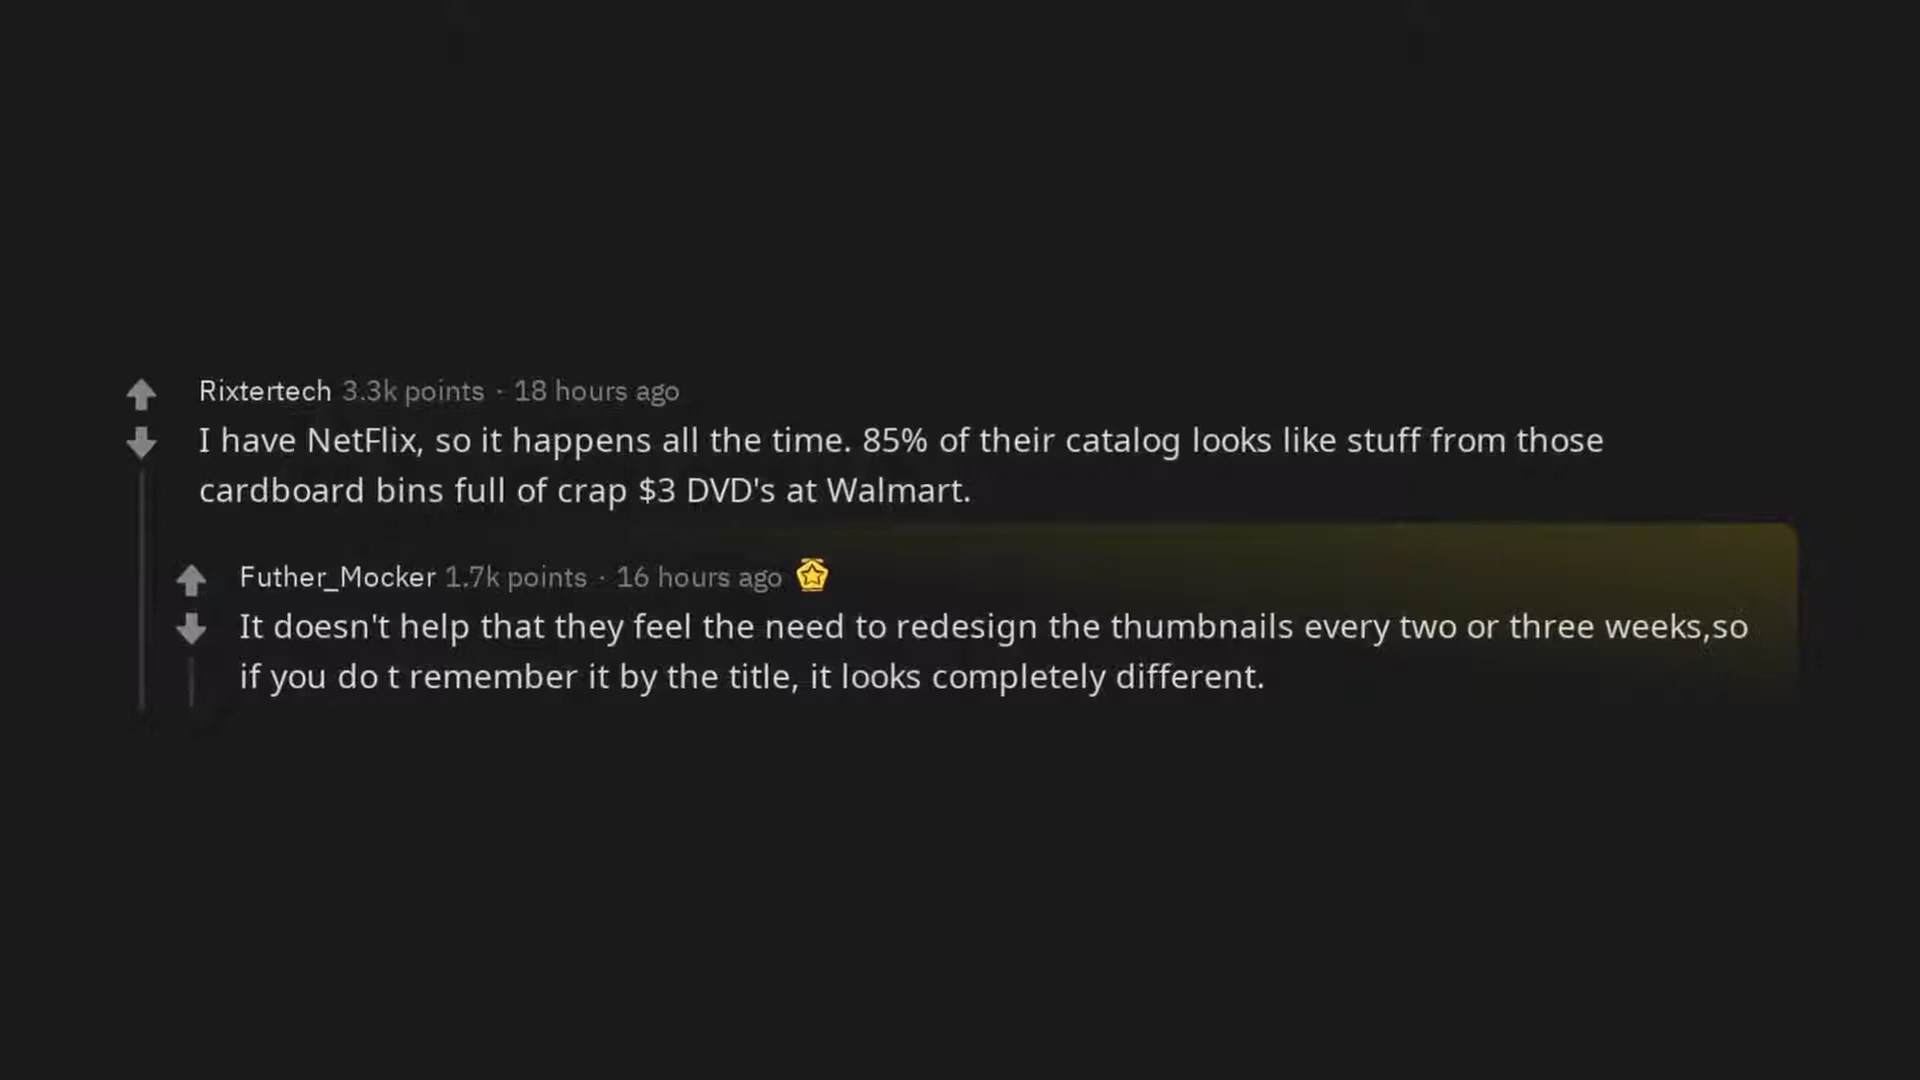 Rixtertech 3.3k points · 18 hours ago
I have NetFlix, so it happens all the time. 85% of their catalog looks like stuff from those
cardboard bins full of crap $3 DVD's at Walmart.
Futher_Mocker 1.7k points · 16 hours ago
It doesn't help that they feel the need to redesign the thumbnails every two or three weeks,so
if you do t remember it by the title, it looks completely different.